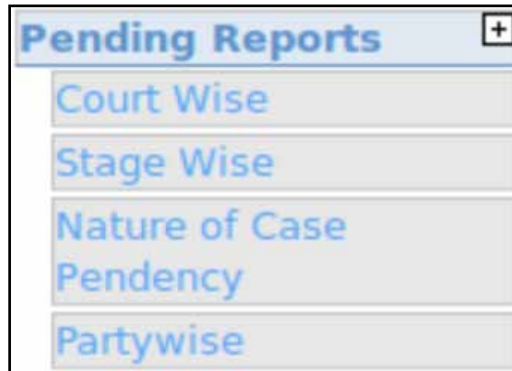 Pending Reports
Court Wise
Stage Wise
Nature of Case
Pendency
Partywise